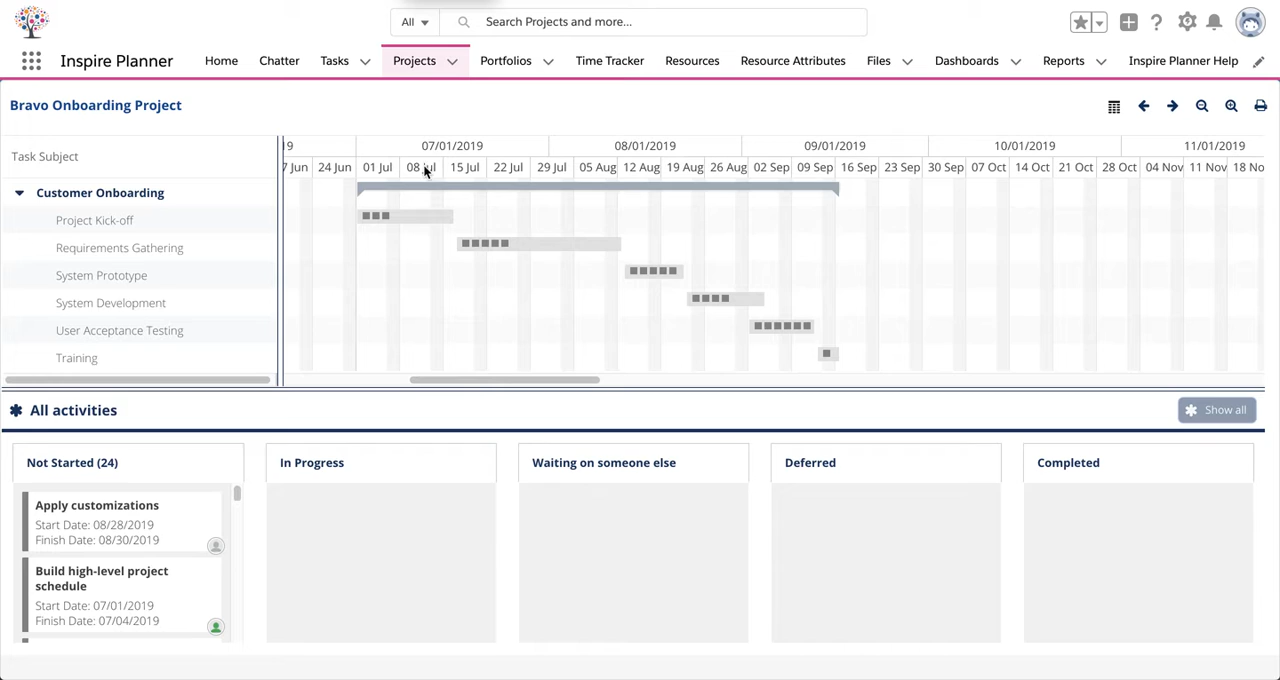 All
Search Projects and more...
Inspire Planner
Home
Chatter
Tasks
Projects
Portfolios
Time Tracker
Resources
Resource Attributes
Files
Dashboards
Reports
Inspire Planner Help
Bravo Onboarding Project
Task Subject
19 07/01/2019 08/01/2019 09/01/2019 10/01/2019 11/01/2019
7 Jun 24 Jun 01 Jul 08 Jul 15 Jul 22 Jul 29 Jul 05 Aug 12 Aug 19 Aug 26 Aug 02 Sep 09 Sep 16 Sep 23 Sep 30 Sep 07 Oct 14 Oct 21 Oct 28 Oct 04 Nov 11 Nov 18 No
Customer Onboarding
Project Kick-off
Requirements Gathering
System Prototype
System Development
User Acceptance Testing
Training
All activities
Show all
Not Started (24)
Apply customizations
Start Date: 08/28/2019
Finish Date: 08/30/2019
Build high-level project
schedule
Start Date: 07/01/2019
Finish Date: 07/04/2019
In Progress
Waiting on someone else
Deferred
Completed